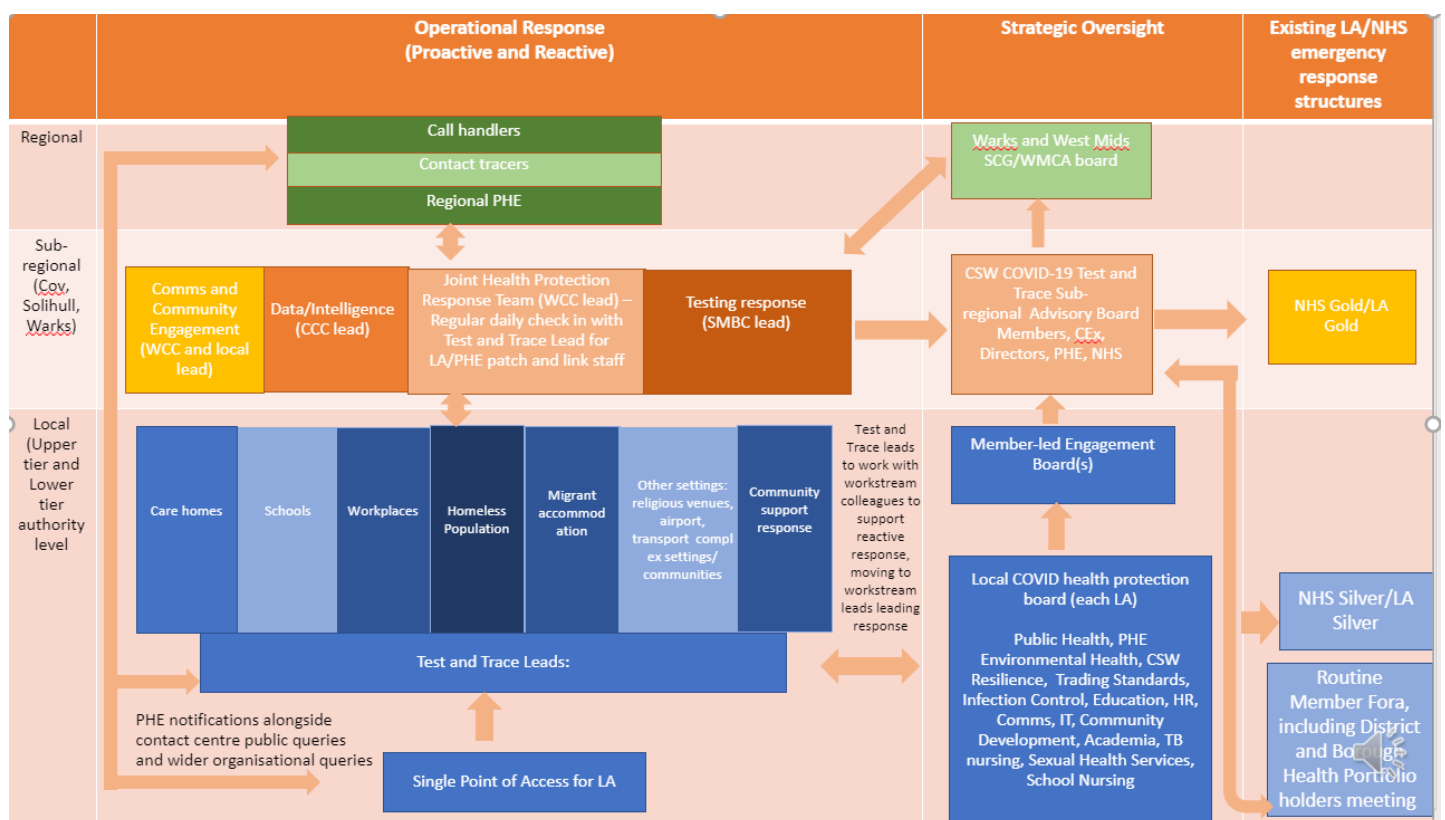 Operational Response
(Proactive and Reactive)
Strategic Oversight
Existing LA/NHS
emergency
response
structures
Regional
Call handlers
Contact tracers
Regional PHE
Warks and West Mids
SCG/WMCA board
Sub-
regional
(Cov,
Solihull,
Warks)
Comms and
Community
Engagement
(WCC and local
lead)
Data/Intelligence
(CCC lead)
Joint Health Protection
Response Team (WCC lead) –
Regular daily check in with
Test and Trace Lead for
LA/PHE patch and link staff
Testing response
(SMBC lead)
CSW COVID-19 Test and
Trace Sub-
regional Advisory Board
Members, CEx,
Directors, PHE, NHS
NHS Gold/LA
Gold
Local
(Upper
tier and
Lower
tier
authority
level
Care homes
Schools
Workplaces
Homeless
Population
Migrant
accommod
ation
Other settings:
religious venues,
airport,
transport compl
ex settings/
communities
Community
support
response
Test and
Trace leads
to work with
workstream
colleagues to
support
reactive
response,
moving to
workstream
leads leading
response
Member-led Engagement
Board(s)
Test and Trace Leads:
Local COVID health protection
board (each LA)
Public Health, PHE
Environmental Health, CSW
Resilience, Trading Standards,
Infection Control, Education, HR,
Comms, IT, Community
Development, Academia, TB
nursing, Sexual Health Services,
School Nursing
NHS Silver/LA
Silver
Routine
Member Fora,
including District
and Borough
Health Portfolio
holders meeting
PHE notifications alongside
contact centre public queries
and wider organisational queries
Single Point of Access for LA